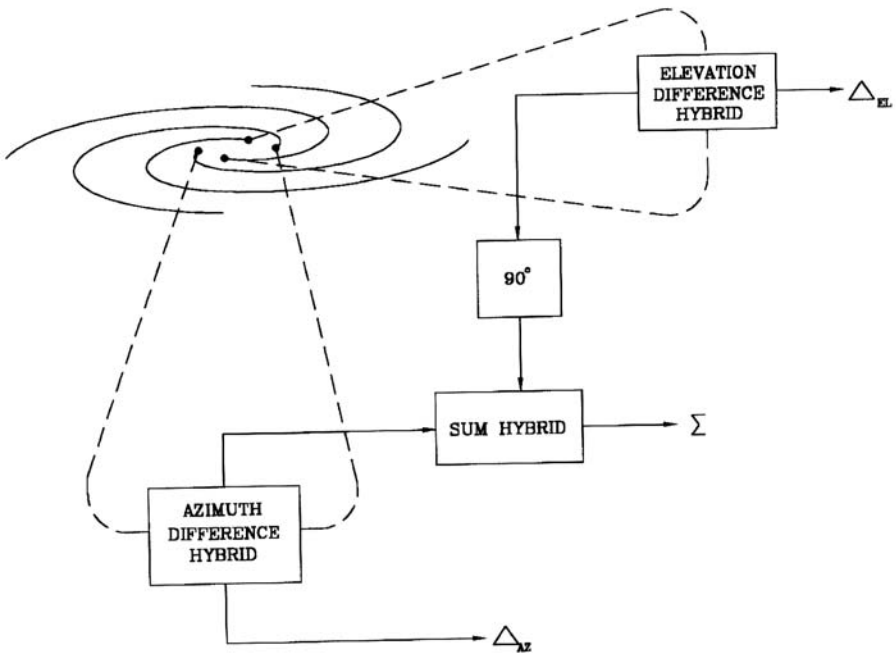 ELEVATION
DIFFERENCE
HYBRID
Δ EL
90°
SUM HYBRID
Σ
AZIMUTH
DIFFERENCE
HYBRID
Δ AZ